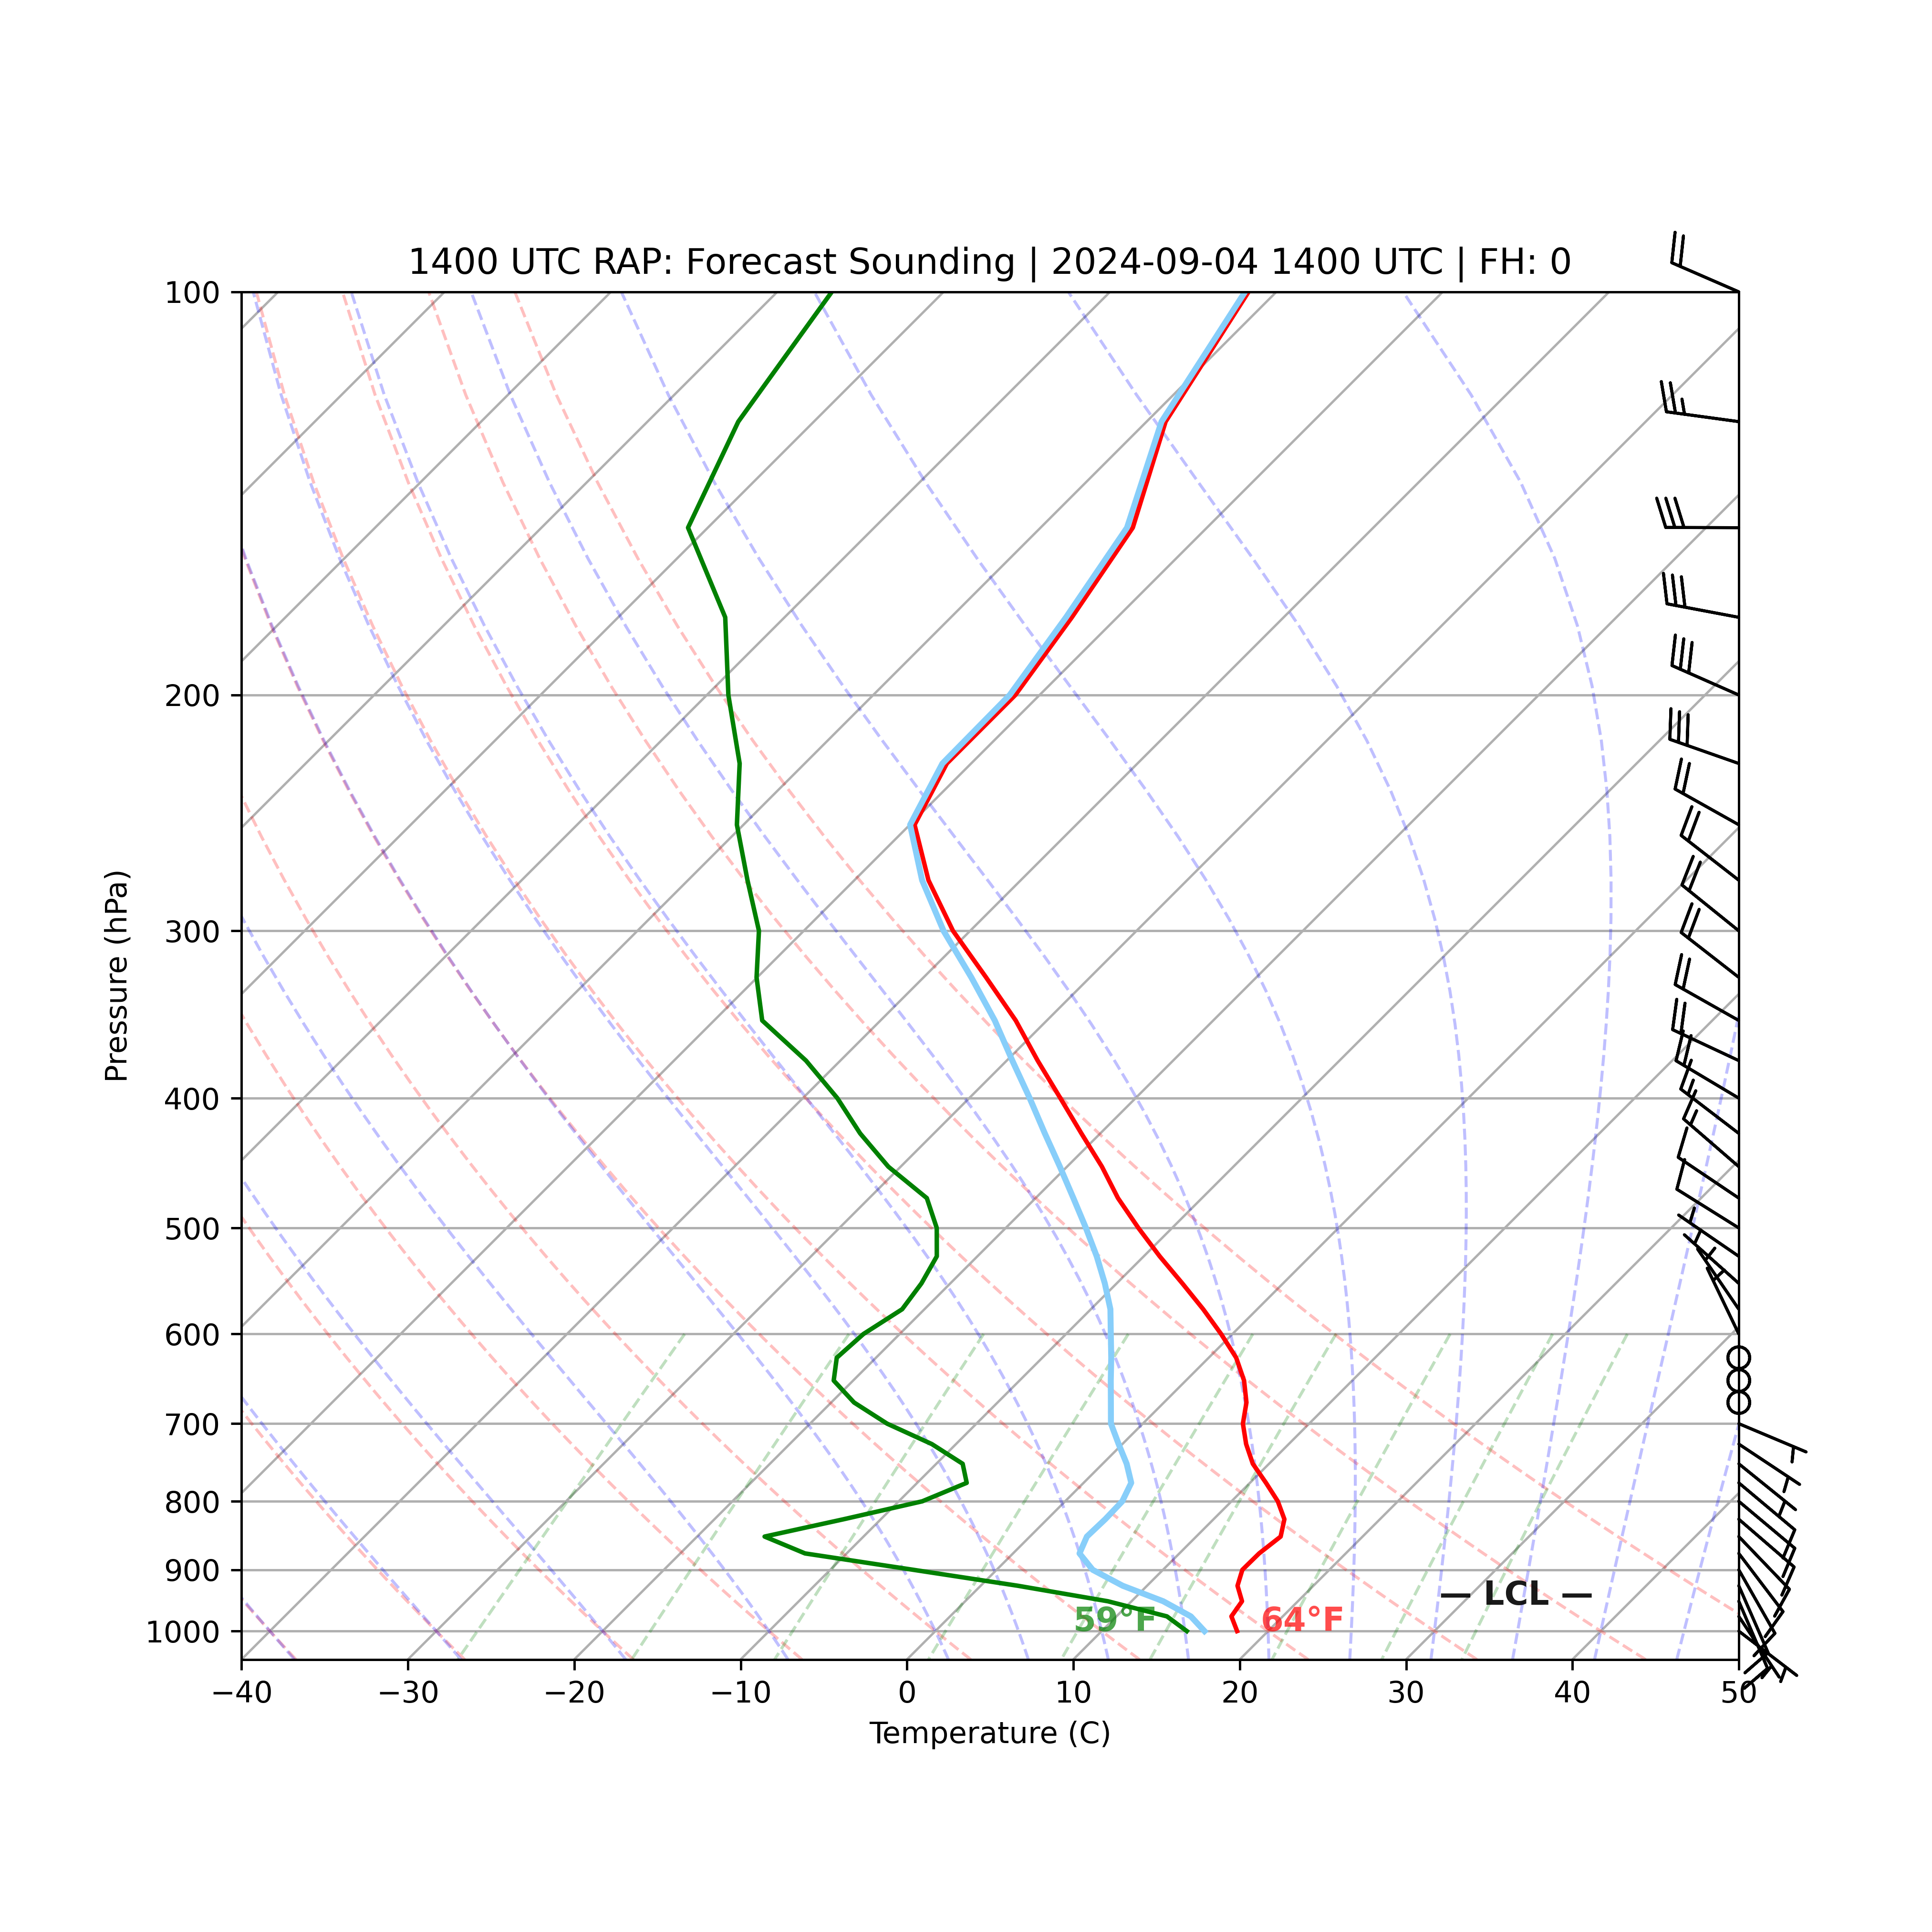 1400 UTC RAP: Forecast Sounding | 2024-09-04 1400 UTC | FH: 0
100
200
300
400
500
600
700
800
900
1000
Pressure (hPa)
— LCL —
59°F 64°F
−40 −30 −20 −10 0 10 20 30 40 50
Temperature (C)